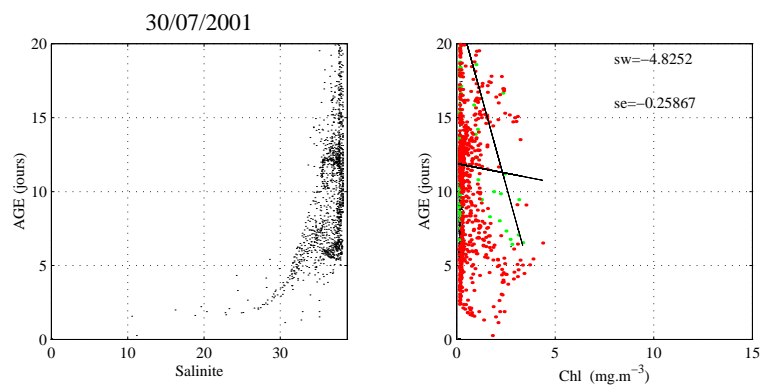 30/07/2001
20
15
10
5
0
AGE (jours)
0 10 20 30
Salinite
20
15
10
5
0
AGE (jours)
sw=−4.8252
se=−0.25867
0 5 10 15
Chl (mg.m−3)